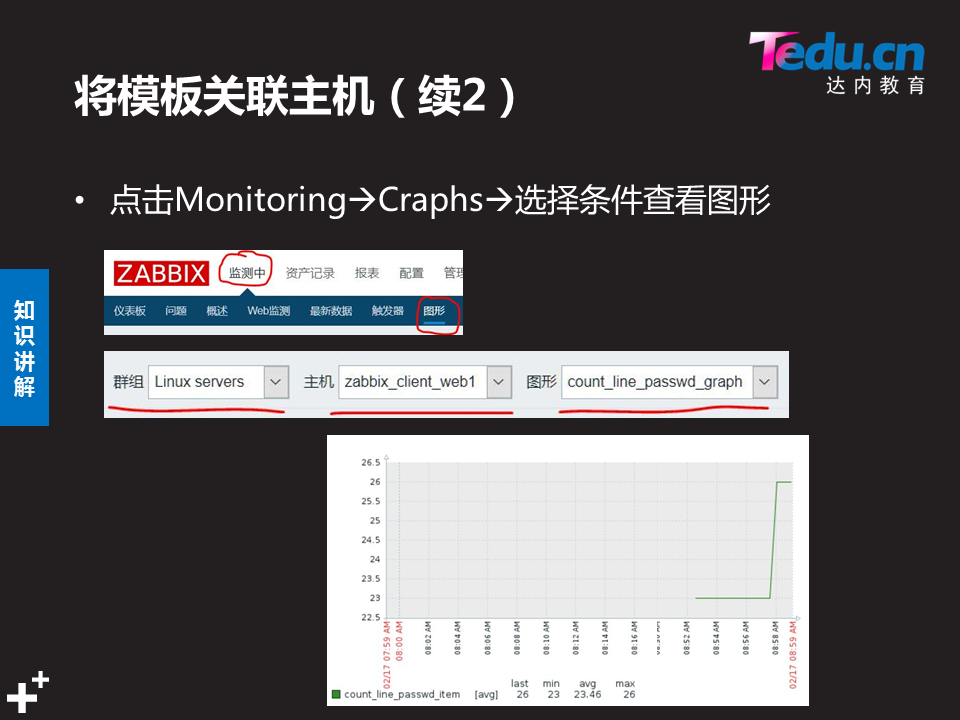 Tedu.cn
达内教育
将模板关联主机（续2）
• 点击Monitoring→Craphs→选择条件查看图形
知识讲解
ZABBIX 监测中 资产记录 报表 配置 管理
仪表板 问题 概述 Web监测 最新数据 触发器 图形
群组 Linux servers 主机 zabbix_client_web1 图形 count_line_passwd_graph
26.5
26
25.5
25
24.5
24
23.5
23
22.5
02/17 07:59 AM 08:00 AM 08:02 AM 08:04 AM 08:06 AM 08:08 AM 08:10 AM 08:12 AM 08:14 AM 08:16 AM 08:52 AM 08:54 AM 08:56 AM 08:58 AM 02/17 08:59 AM
last min avg max
count_line_passwd_item [avg] 26 23 23.46 26